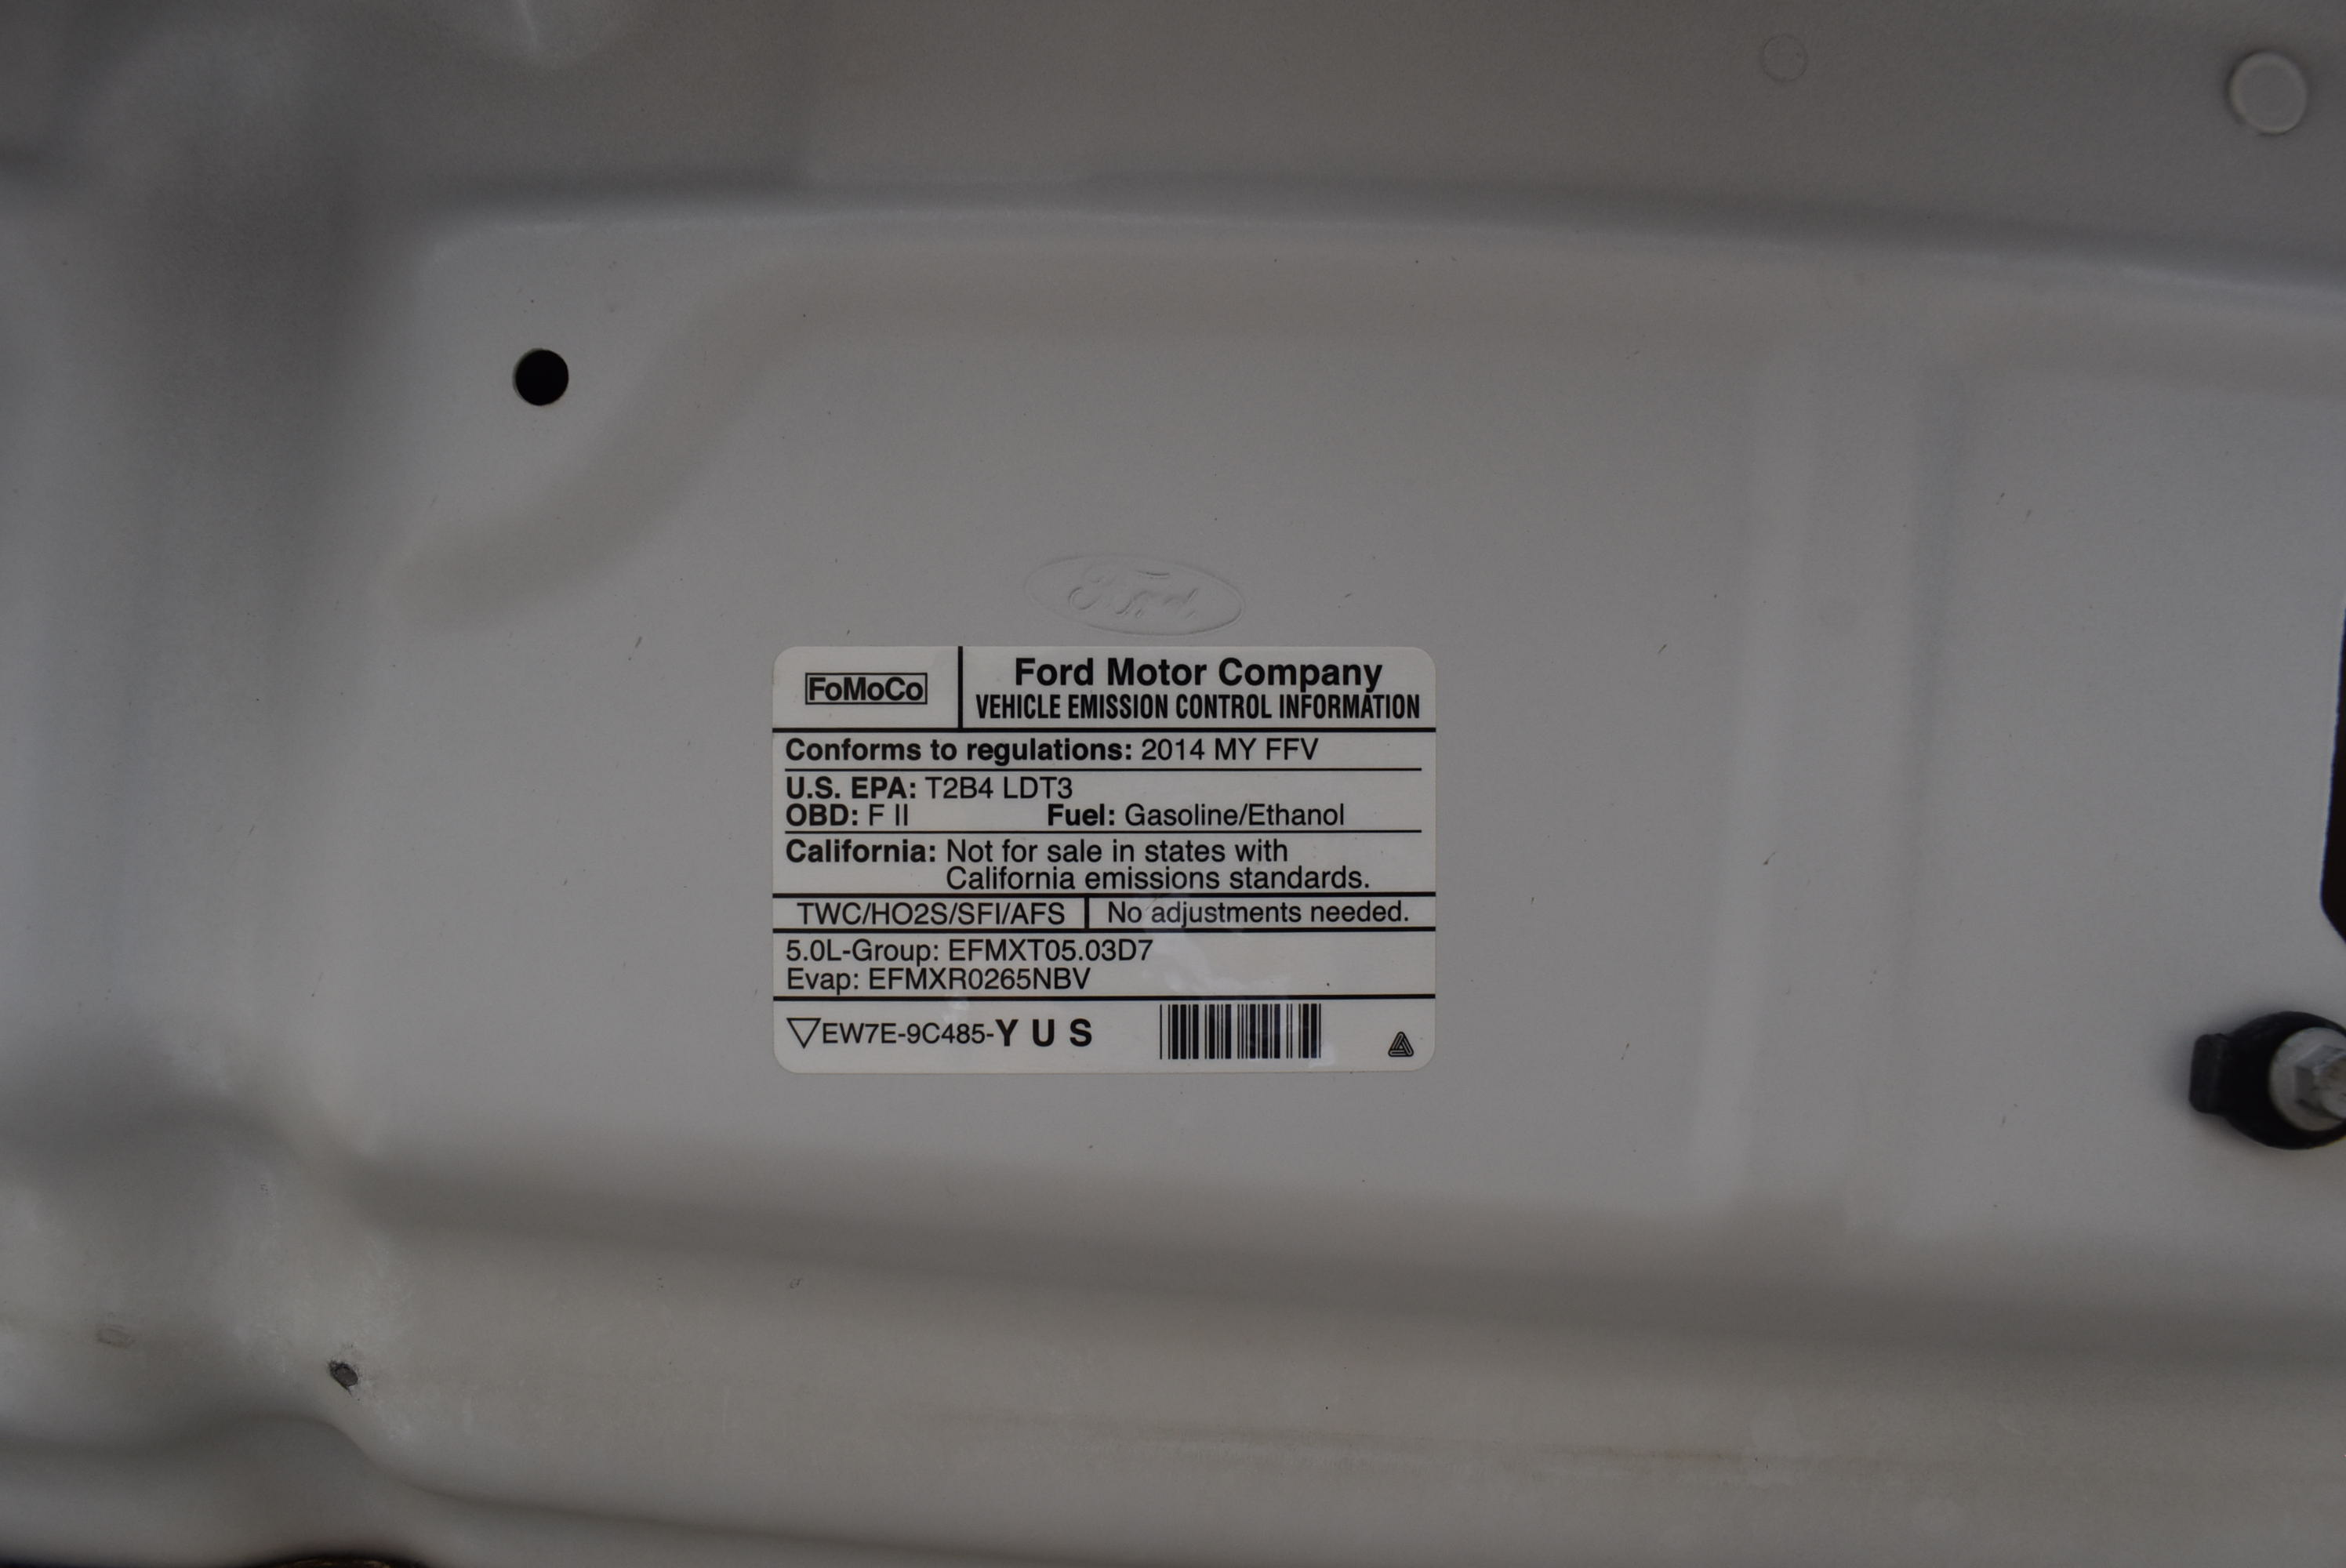 Ford
FoMoCo
Ford Motor Company
VEHICLE EMISSION CONTROL INFORMATION
Conforms to regulations: 2014 MY FFV
U.S. EPA: T2B4 LDT3
OBD: F II Fuel: Gasoline/Ethanol
California: Not for sale in states with
California emissions standards.
TWC/HO2S/SFI/AFS No adjustments needed.
5.0L-Group: EFMXT05.03D7
Evap: EFMXR0265NBV
EW7E-9C485-Y U S